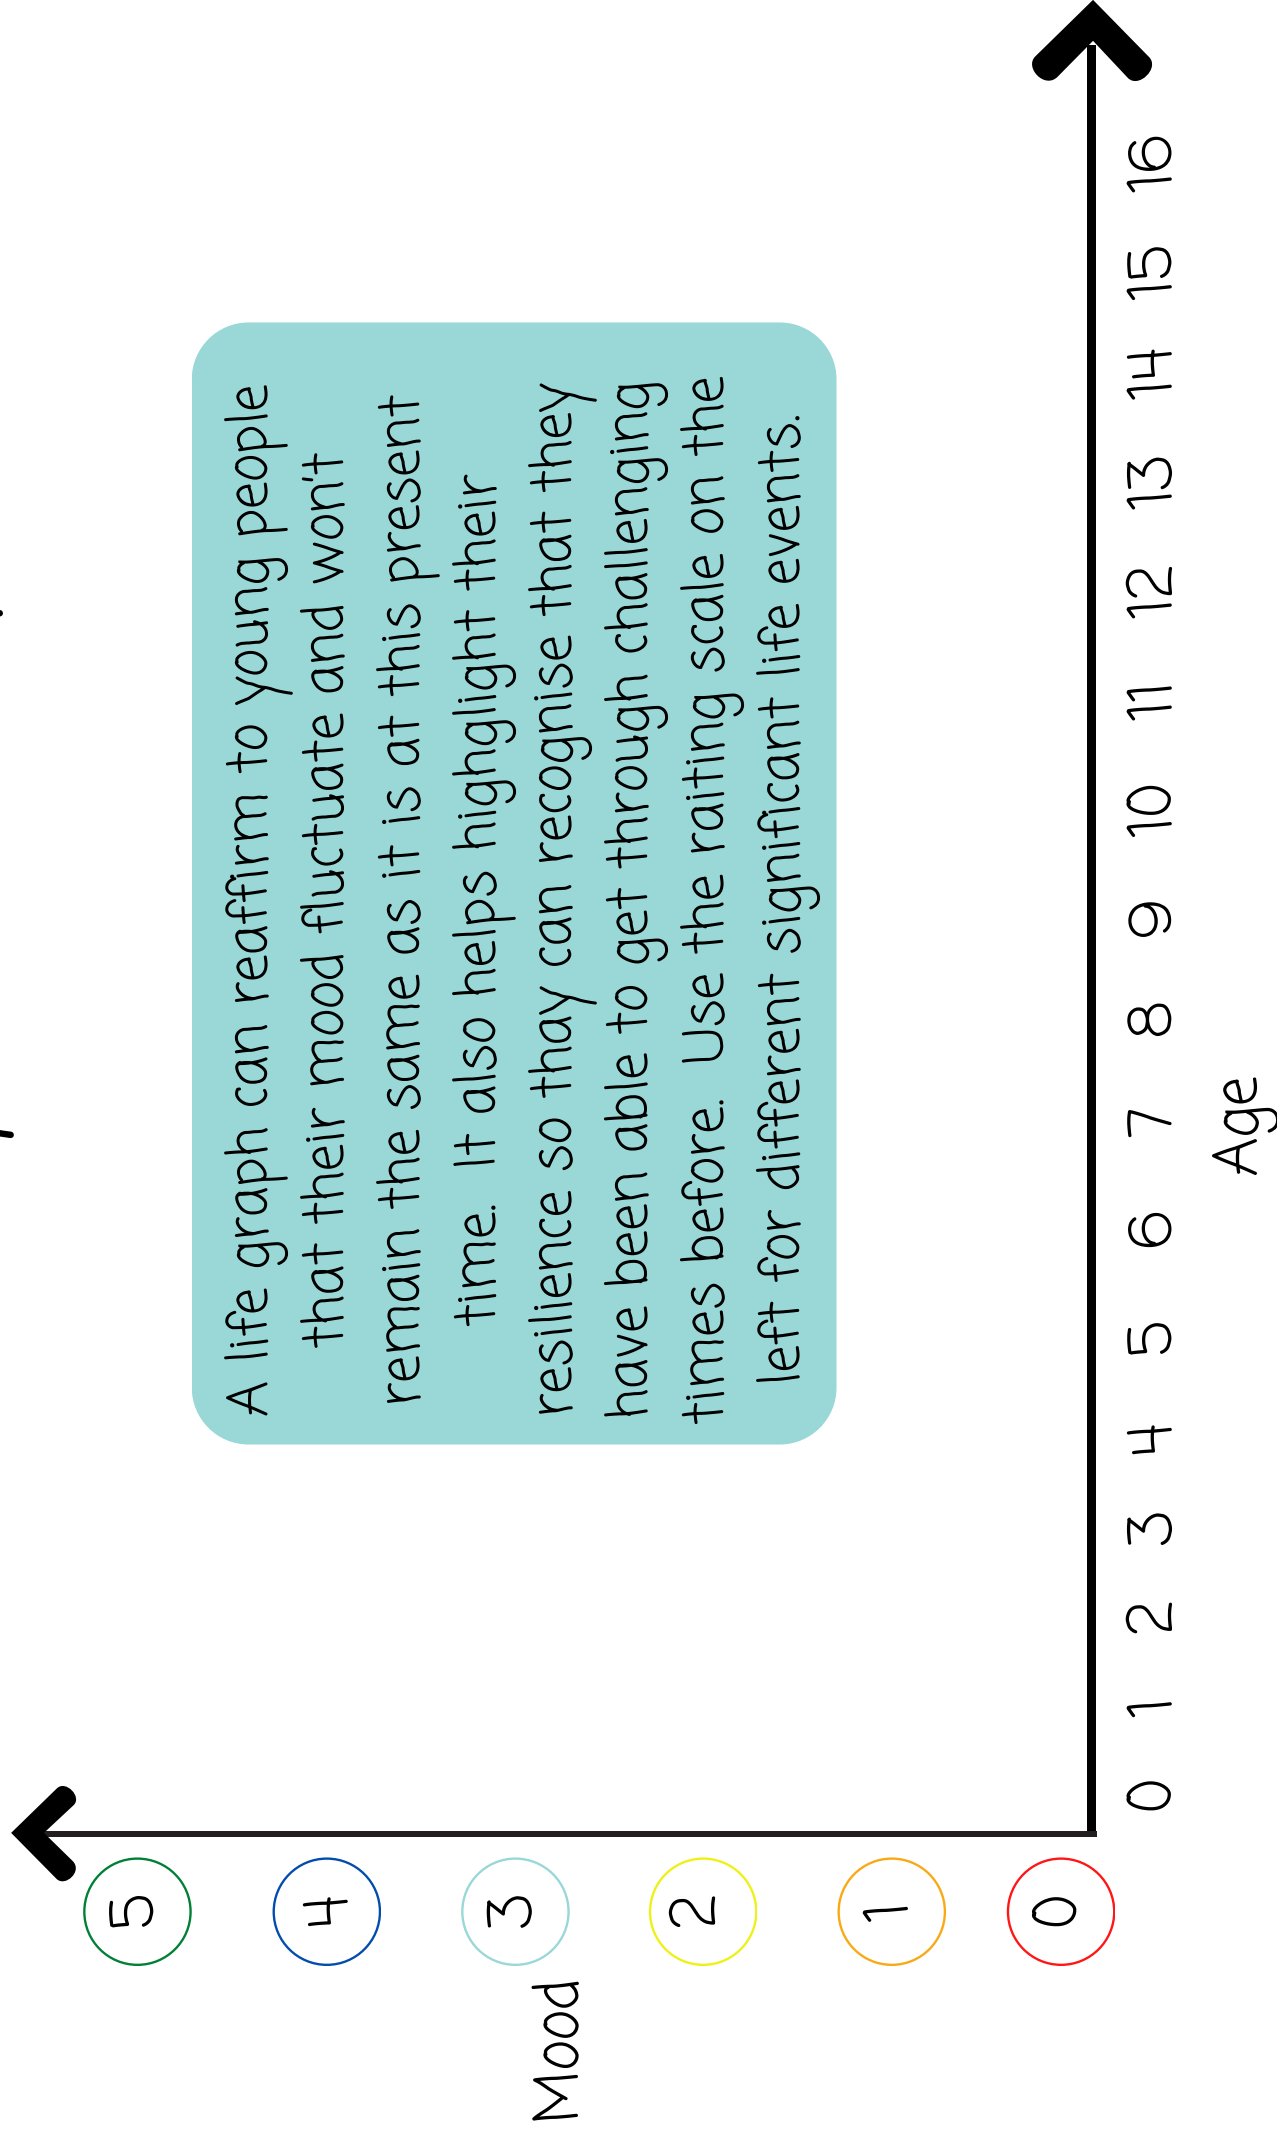 A life graph can reaffirm to young people
that their mood fluctuate and won't
remain the same as it is at this present
time. It also helps highglight their
resilience so thay can recognise that they
have been able to get through challenging
times before. Use the raiting scale on the
left for different significant life events.
5
4
3
2
1
0
Mood
0 1 2 3 4 5 6 7 8 9 10 11 12 13 14 15 16
Age